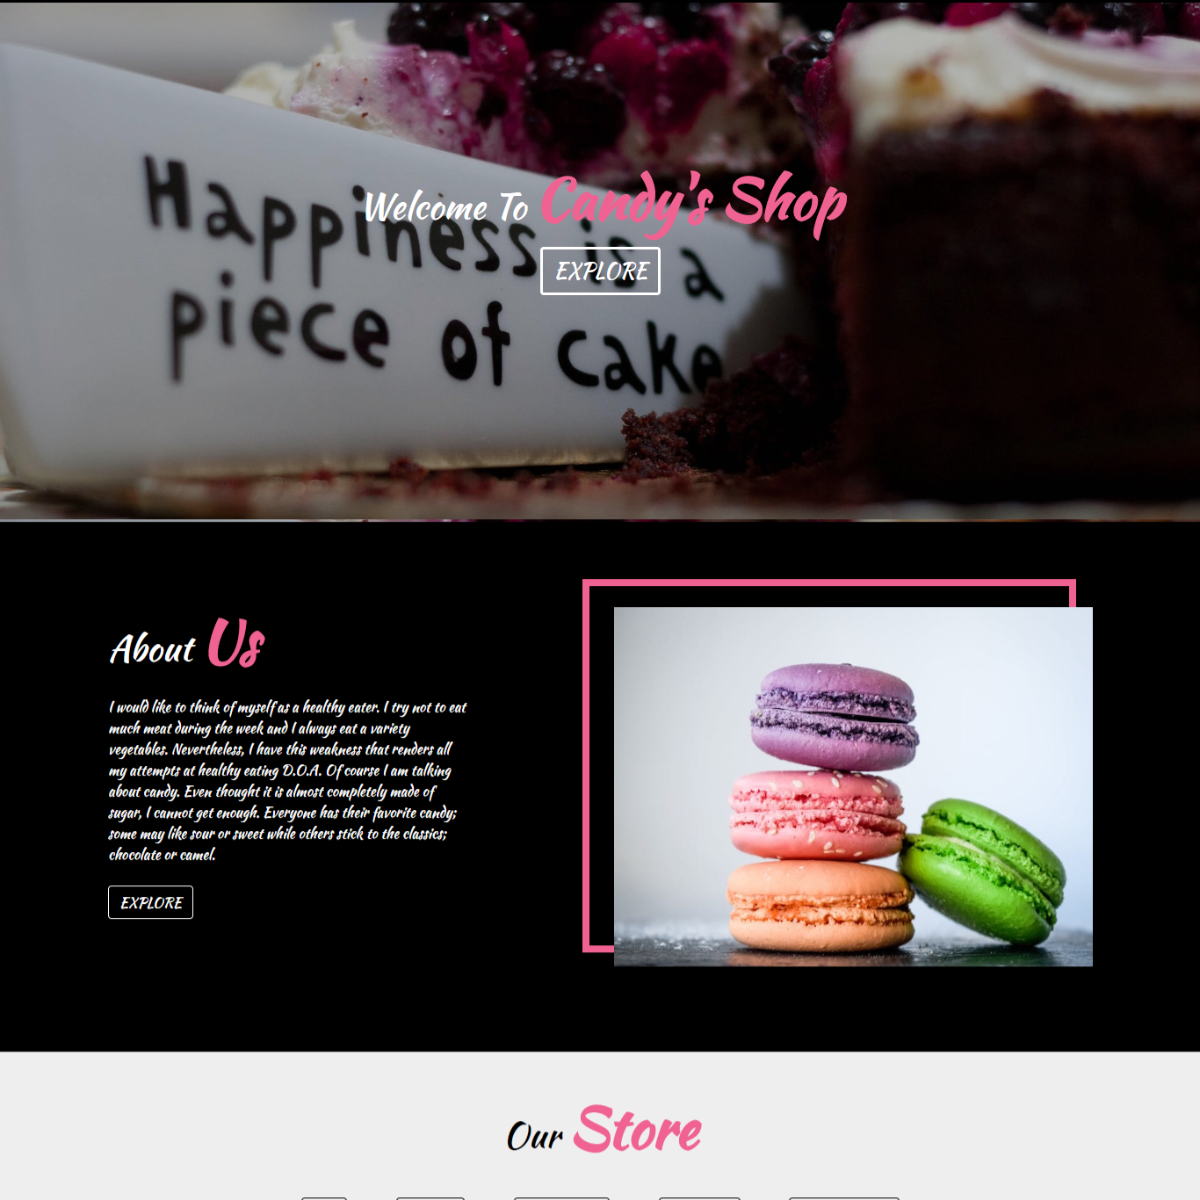 Happiness is a
piece of cake
Welcome To Candy's Shop
EXPLORE
About Us
I would like to think of myself as a healthy eater. I try not to eat
much meat during the week and I always eat a variety
vegetables. Nevertheless, I have this weakness that renders all
my attempts at healthy eating D.O.A. Of course I am talking
about candy. Even thought it is almost completely made of
sugar, I cannot get enough. Everyone has their favorite candy;
some may like sour or sweet while others stick to the classics;
chocolate or camel.
EXPLORE
Our Store